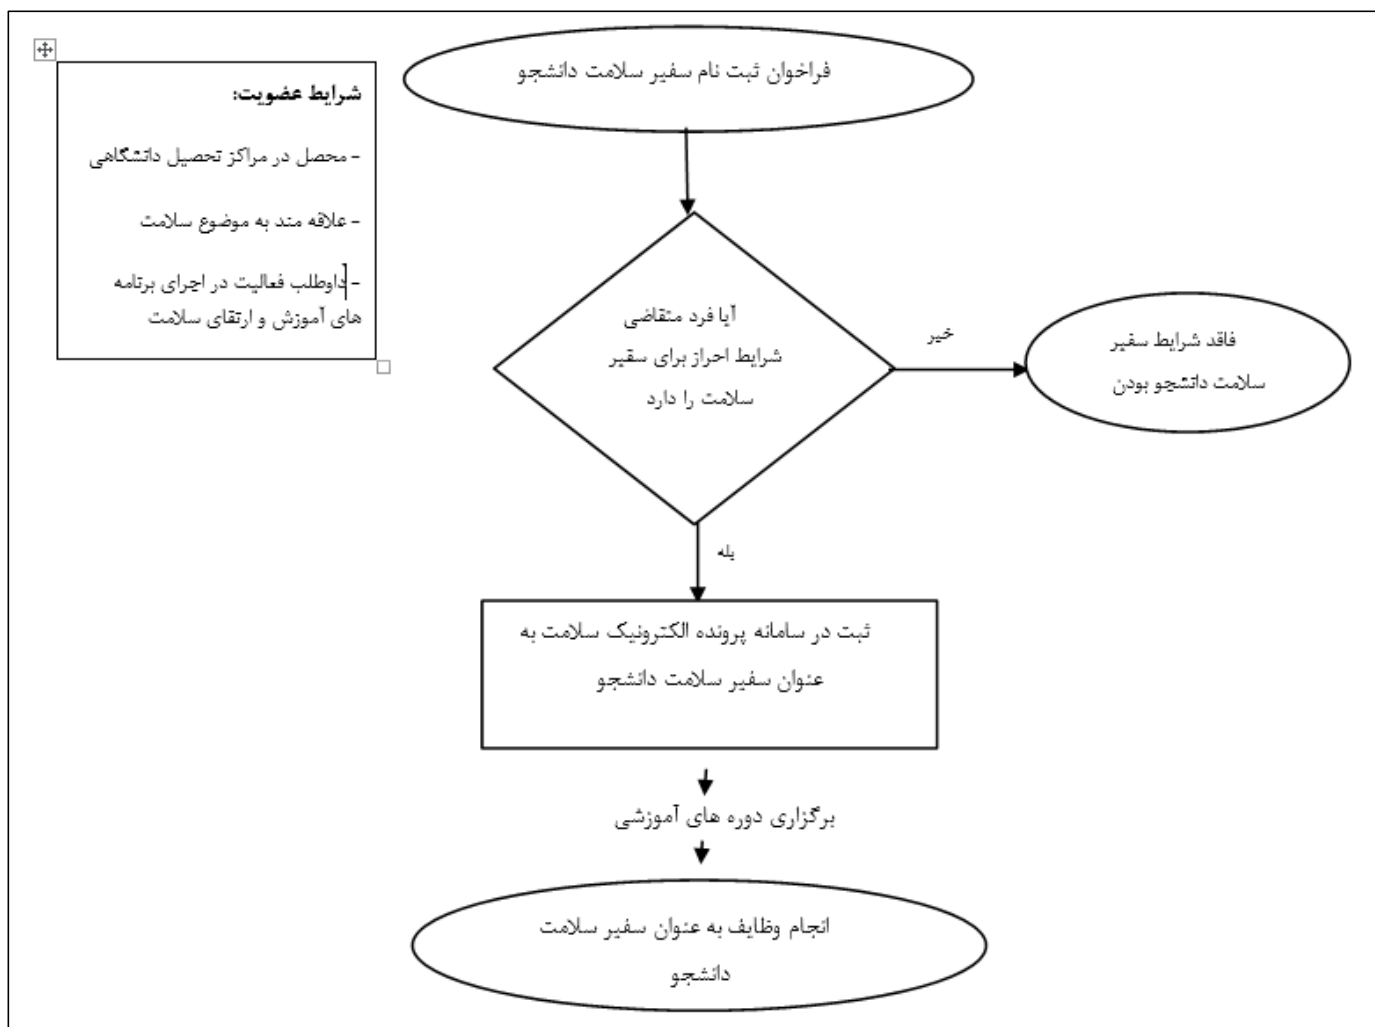 فراخوان ثبت نام سفیر سلامت دانشجو
شرایط عضویت:
- محصل در مراکز تحصیل دانشگاهی
- علاقه مند به موضوع سلامت
- داوطلب فعالیت در اجرای برنامه
های آموزش و ارتقای سلامت
آیا فرد متقاضی
شرایط احراز برای سفیر
سلامت را دارد
خیر
فاقد شرایط سفیر
سلامت دانشجو بودن
بله
ثبت در سامانه پرونده الکترونیک سلامت به
عنوان سفیر سلامت دانشجو
برگزاری دوره های آموزشی
انجام وظایف به عنوان سفیر سلامت
دانشجو